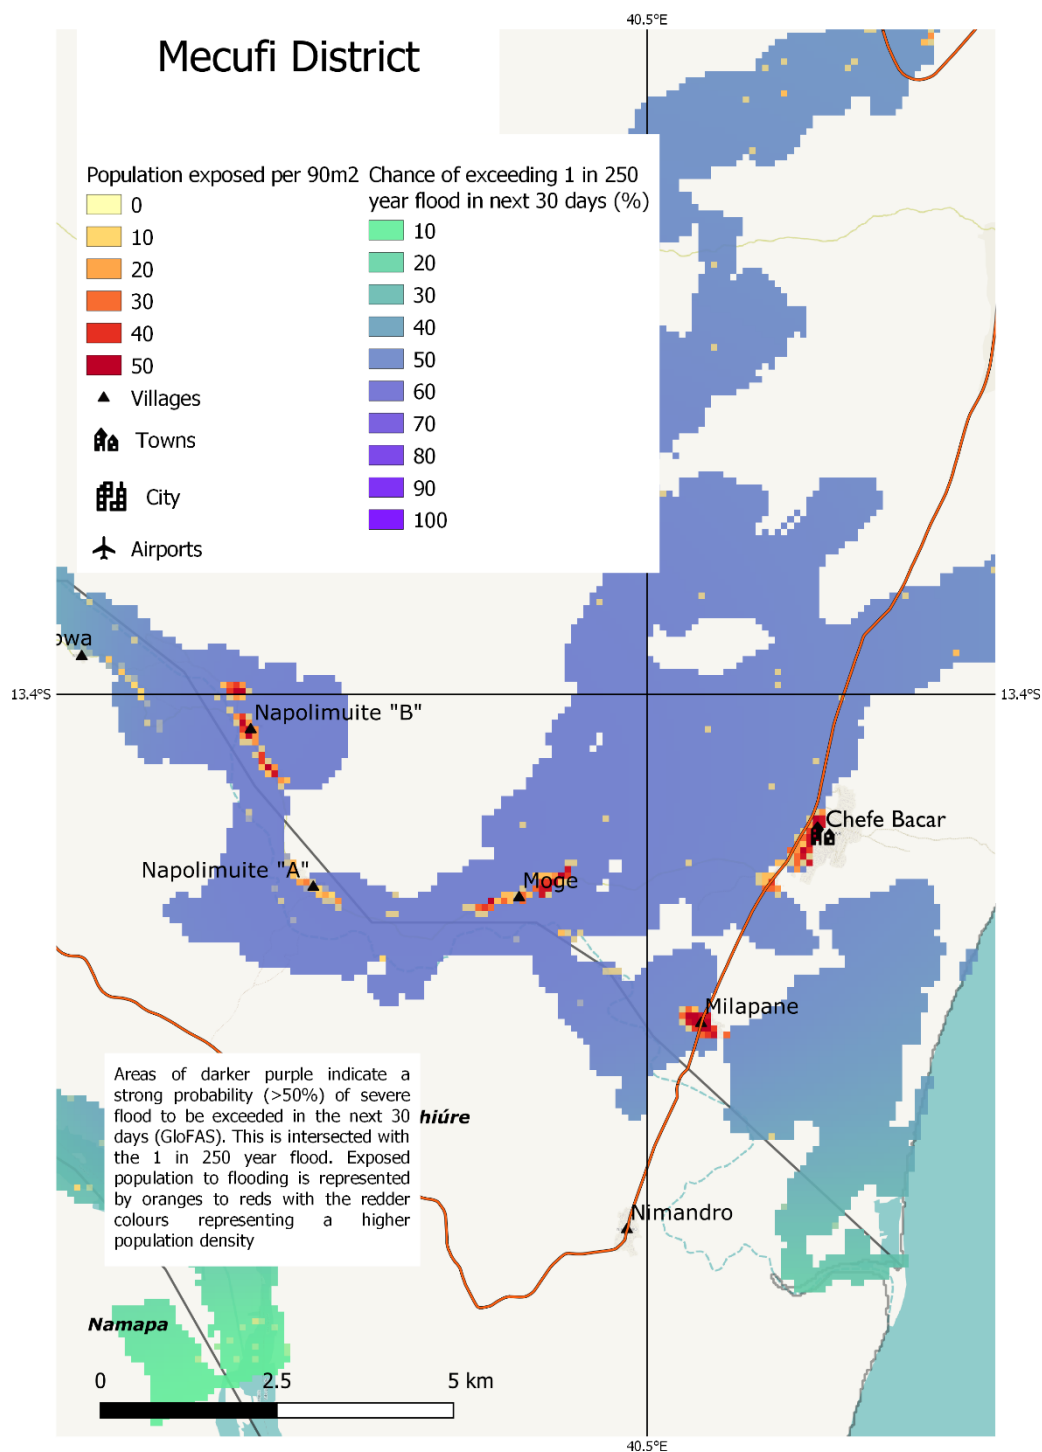 40.5°E
Mecufi District
Population exposed per 90m2
0
10
20
30
40
50
Villages
Towns
City
Airports
Chance of exceeding 1 in 250
year flood in next 30 days (%)
10
20
30
40
50
60
70
80
90
100
owa
13.4°S
13.4°S
Napolimuite "B"
Chefe Bacar
Napolimuite "A"
Moge
Milapane
Areas of darker purple indicate a
strong probability (>50%) of severe
flood to be exceeded in the next 30
days (GloFAS). This is intersected with
the 1 in 250 year flood. Exposed
population to flooding is represented
by oranges to reds with the redder
colours representing a higher
population density
hiúre
Nimandro
Namapa
0 2.5 5 km
40.5°E